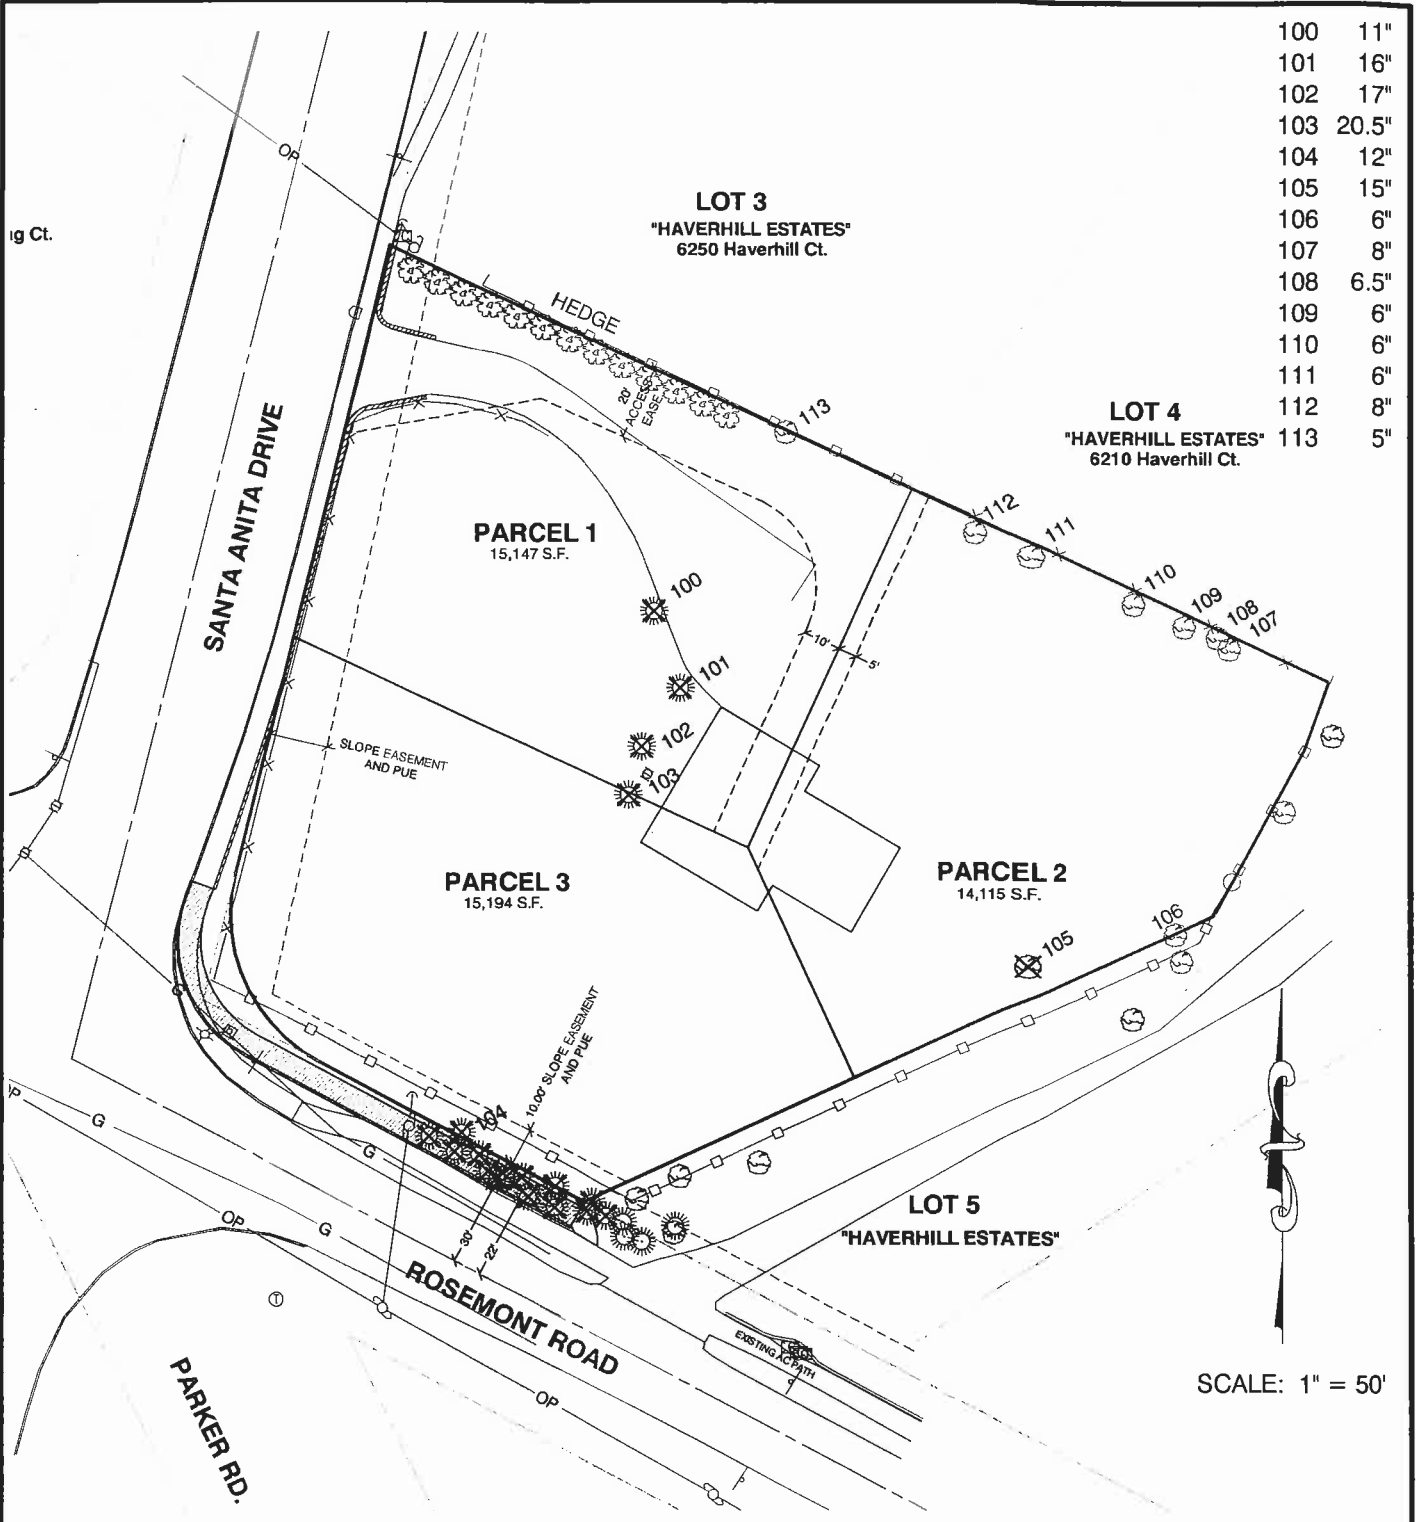 100 11"
101 16"
102 17"
103 20.5"
104 12"
105 15"
106 6"
107 8"
108 6.5"
109 6"
110 6"
111 6"
112 8"
113 5"
OP
ıg Ct.
LOT 3
"HAVERHILL ESTATES"
6250 Haverhill Ct.
HEDGE
20'
ACCESS
EASE.
113
LOT 4
"HAVERHILL ESTATES"
6210 Haverhill Ct.
SANTA ANITA DRIVE
PARCEL 1
15,147 S.F.
112
111
110
109
108
107
100
101
102
103
10'
5'
SLOPE EASEMENT
AND PUE
PARCEL 3
15,194 S.F.
PARCEL 2
14,115 S.F.
106
105
10.00' SLOPE EASEMENT
AND PUE
104
G
G
G
G
OP
OP
OP
30'
22'
LOT 5
"HAVERHILL ESTATES"
ROSEMONT ROAD
T
EXISTING AC PATH
PARKER RD.
SCALE: 1" = 50'